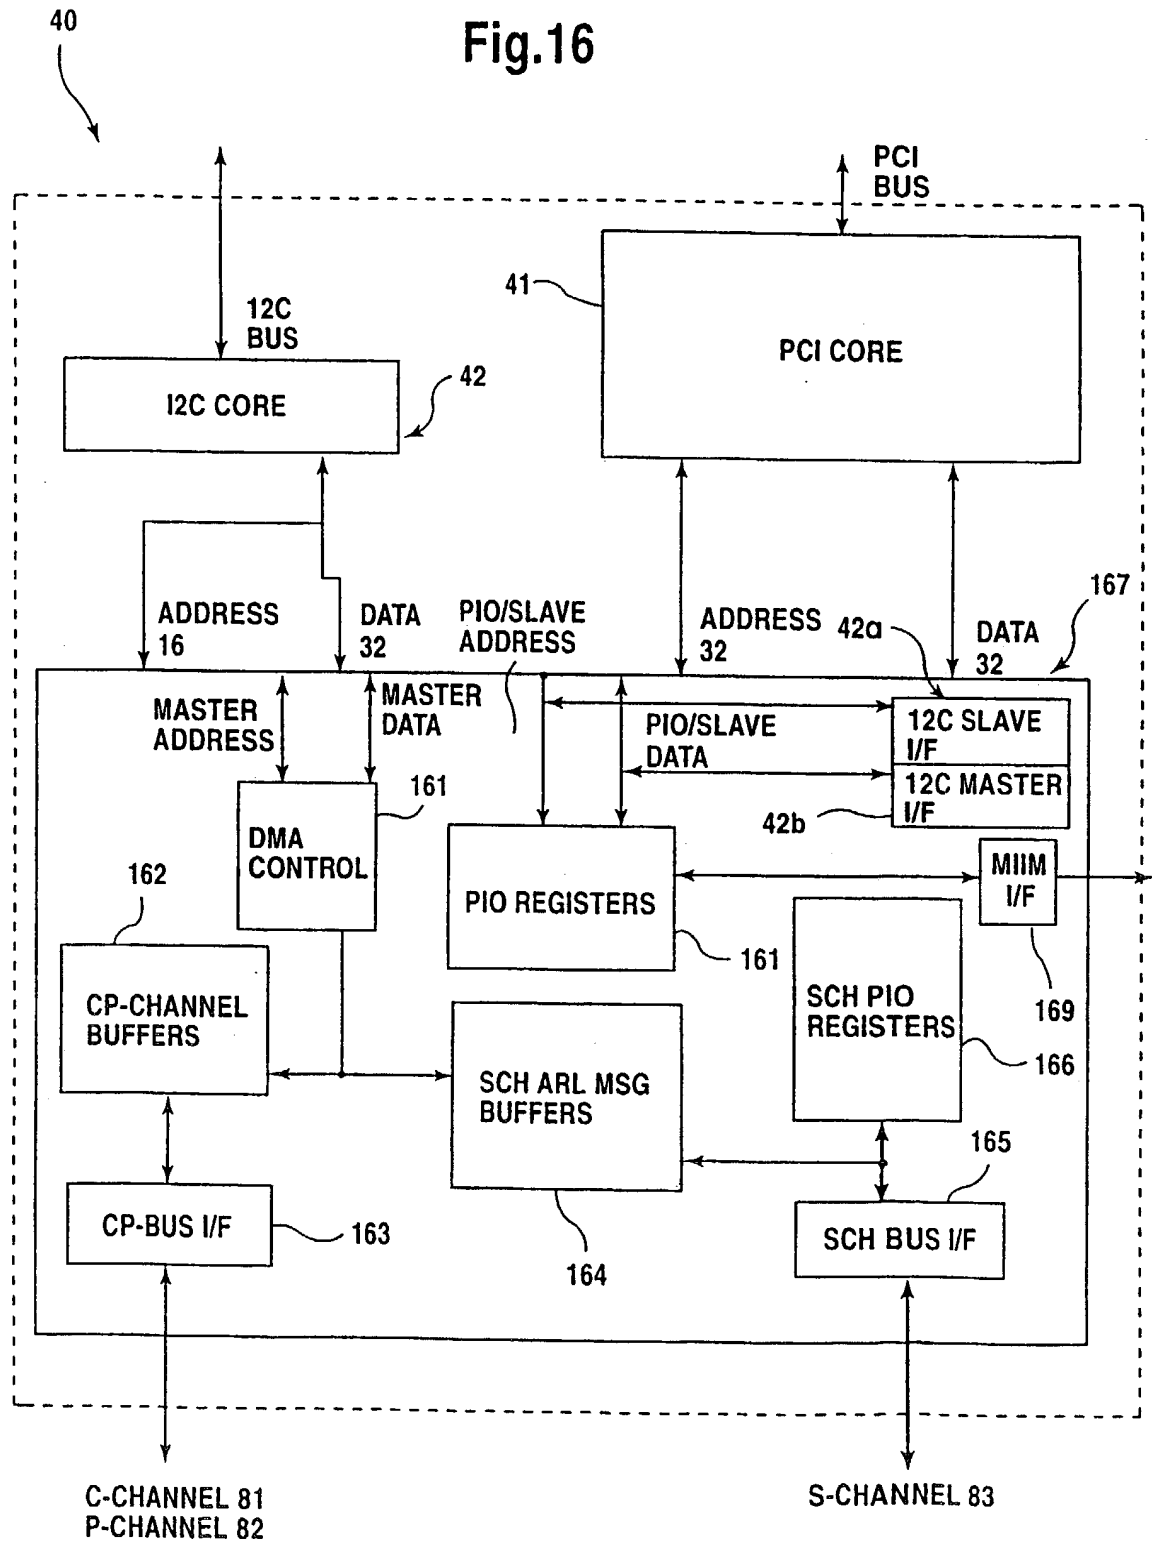 40
Fig.16
PCI
BUS
12C
BUS
41
PCI CORE
I2C CORE
42
ADDRESS
16
DATA
32
PIO/SLAVE
ADDRESS
ADDRESS
32
42a
DATA
32
167
MASTER
ADDRESS
MASTER
DATA
PIO/SLAVE
DATA
12C SLAVE
I/F
12C MASTER
I/F
42b
161
DMA
CONTROL
162
PIO REGISTERS
MIIM
I/F
161
169
CP-CHANNEL
BUFFERS
SCH PIO
REGISTERS
166
SCH ARL MSG
BUFFERS
165
CP-BUS I/F
163
164
SCH BUS I/F
C-CHANNEL 81
P-CHANNEL 82
S-CHANNEL 83